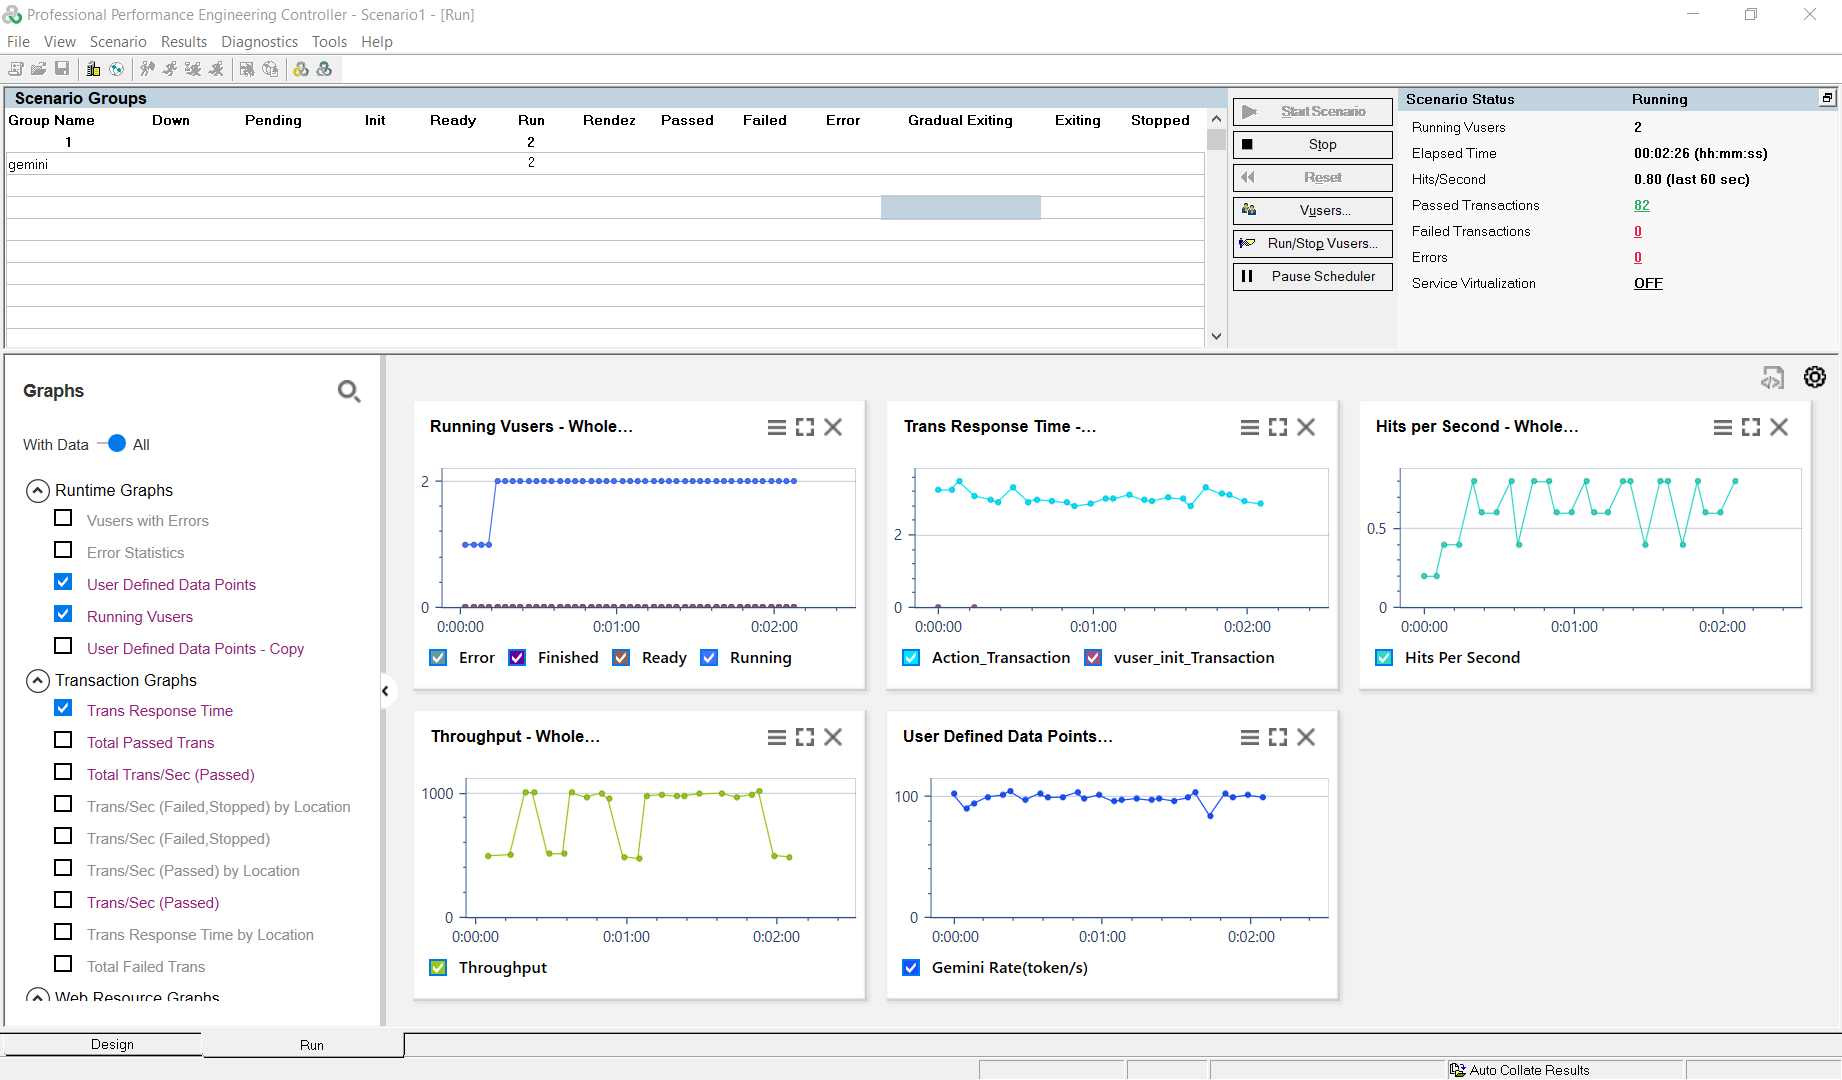 Professional Performance Engineering Controller - Scenario1 - [Run]
File View Scenario Results Diagnostics Tools Help
Scenario Groups
Group Name Down Pending Init Ready Run Rendez Passed Failed Error Gradual Exiting Exiting Stopped
1 2
gemini 2
Start Scenario
Stop
Reset
Vusers...
Run/Stop Vusers...
Pause Scheduler
Scenario Status Running
Running Vusers 2
Elapsed Time 00:02:26 (hh:mm:ss)
Hits/Second 0.80 (last 60 sec)
Passed Transactions 82
Failed Transactions 0
Errors 0
Service Virtualization OFF
Graphs
With Data All
Runtime Graphs
Vusers with Errors
Error Statistics
User Defined Data Points
Running Vusers
User Defined Data Points - Copy
Transaction Graphs
Trans Response Time
Total Passed Trans
Total Trans/Sec (Passed)
Trans/Sec (Failed,Stopped) by Location
Trans/Sec (Failed,Stopped)
Trans/Sec (Passed) by Location
Trans/Sec (Passed)
Trans Response Time by Location
Total Failed Trans
Web Resource Graphs
Running Vusers - Whole...
2
0
0:00:00 0:01:00 0:02:00
Error Finished Ready Running
Trans Response Time -...
2
0
0:00:00 0:01:00 0:02:00
Action_Transaction vuser_init_Transaction
Hits per Second - Whole...
0.5
0
0:00:00 0:01:00 0:02:00
Hits Per Second
Throughput - Whole...
1000
0
0:00:00 0:01:00 0:02:00
Throughput
User Defined Data Points...
100
0
0:00:00 0:01:00 0:02:00
Gemini Rate(token/s)
Design Run
Auto Collate Results